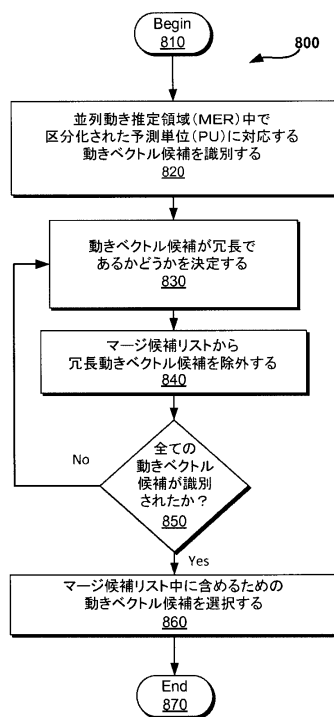 Begin
810
800
並列動き推定領域(MER)中で
区分化された予測単位(PU)に対応する
動きベクトル候補を識別する
820
動きベクトル候補が冗長で
あるかどうかを決定する
830
マージ候補リストから
冗長動きベクトル候補を除外する
840
全ての
動きベクトル
候補が識別
されたか?
850
No
Yes
マージ候補リスト中に含めるための
動きベクトル候補を選択する
860
End
870